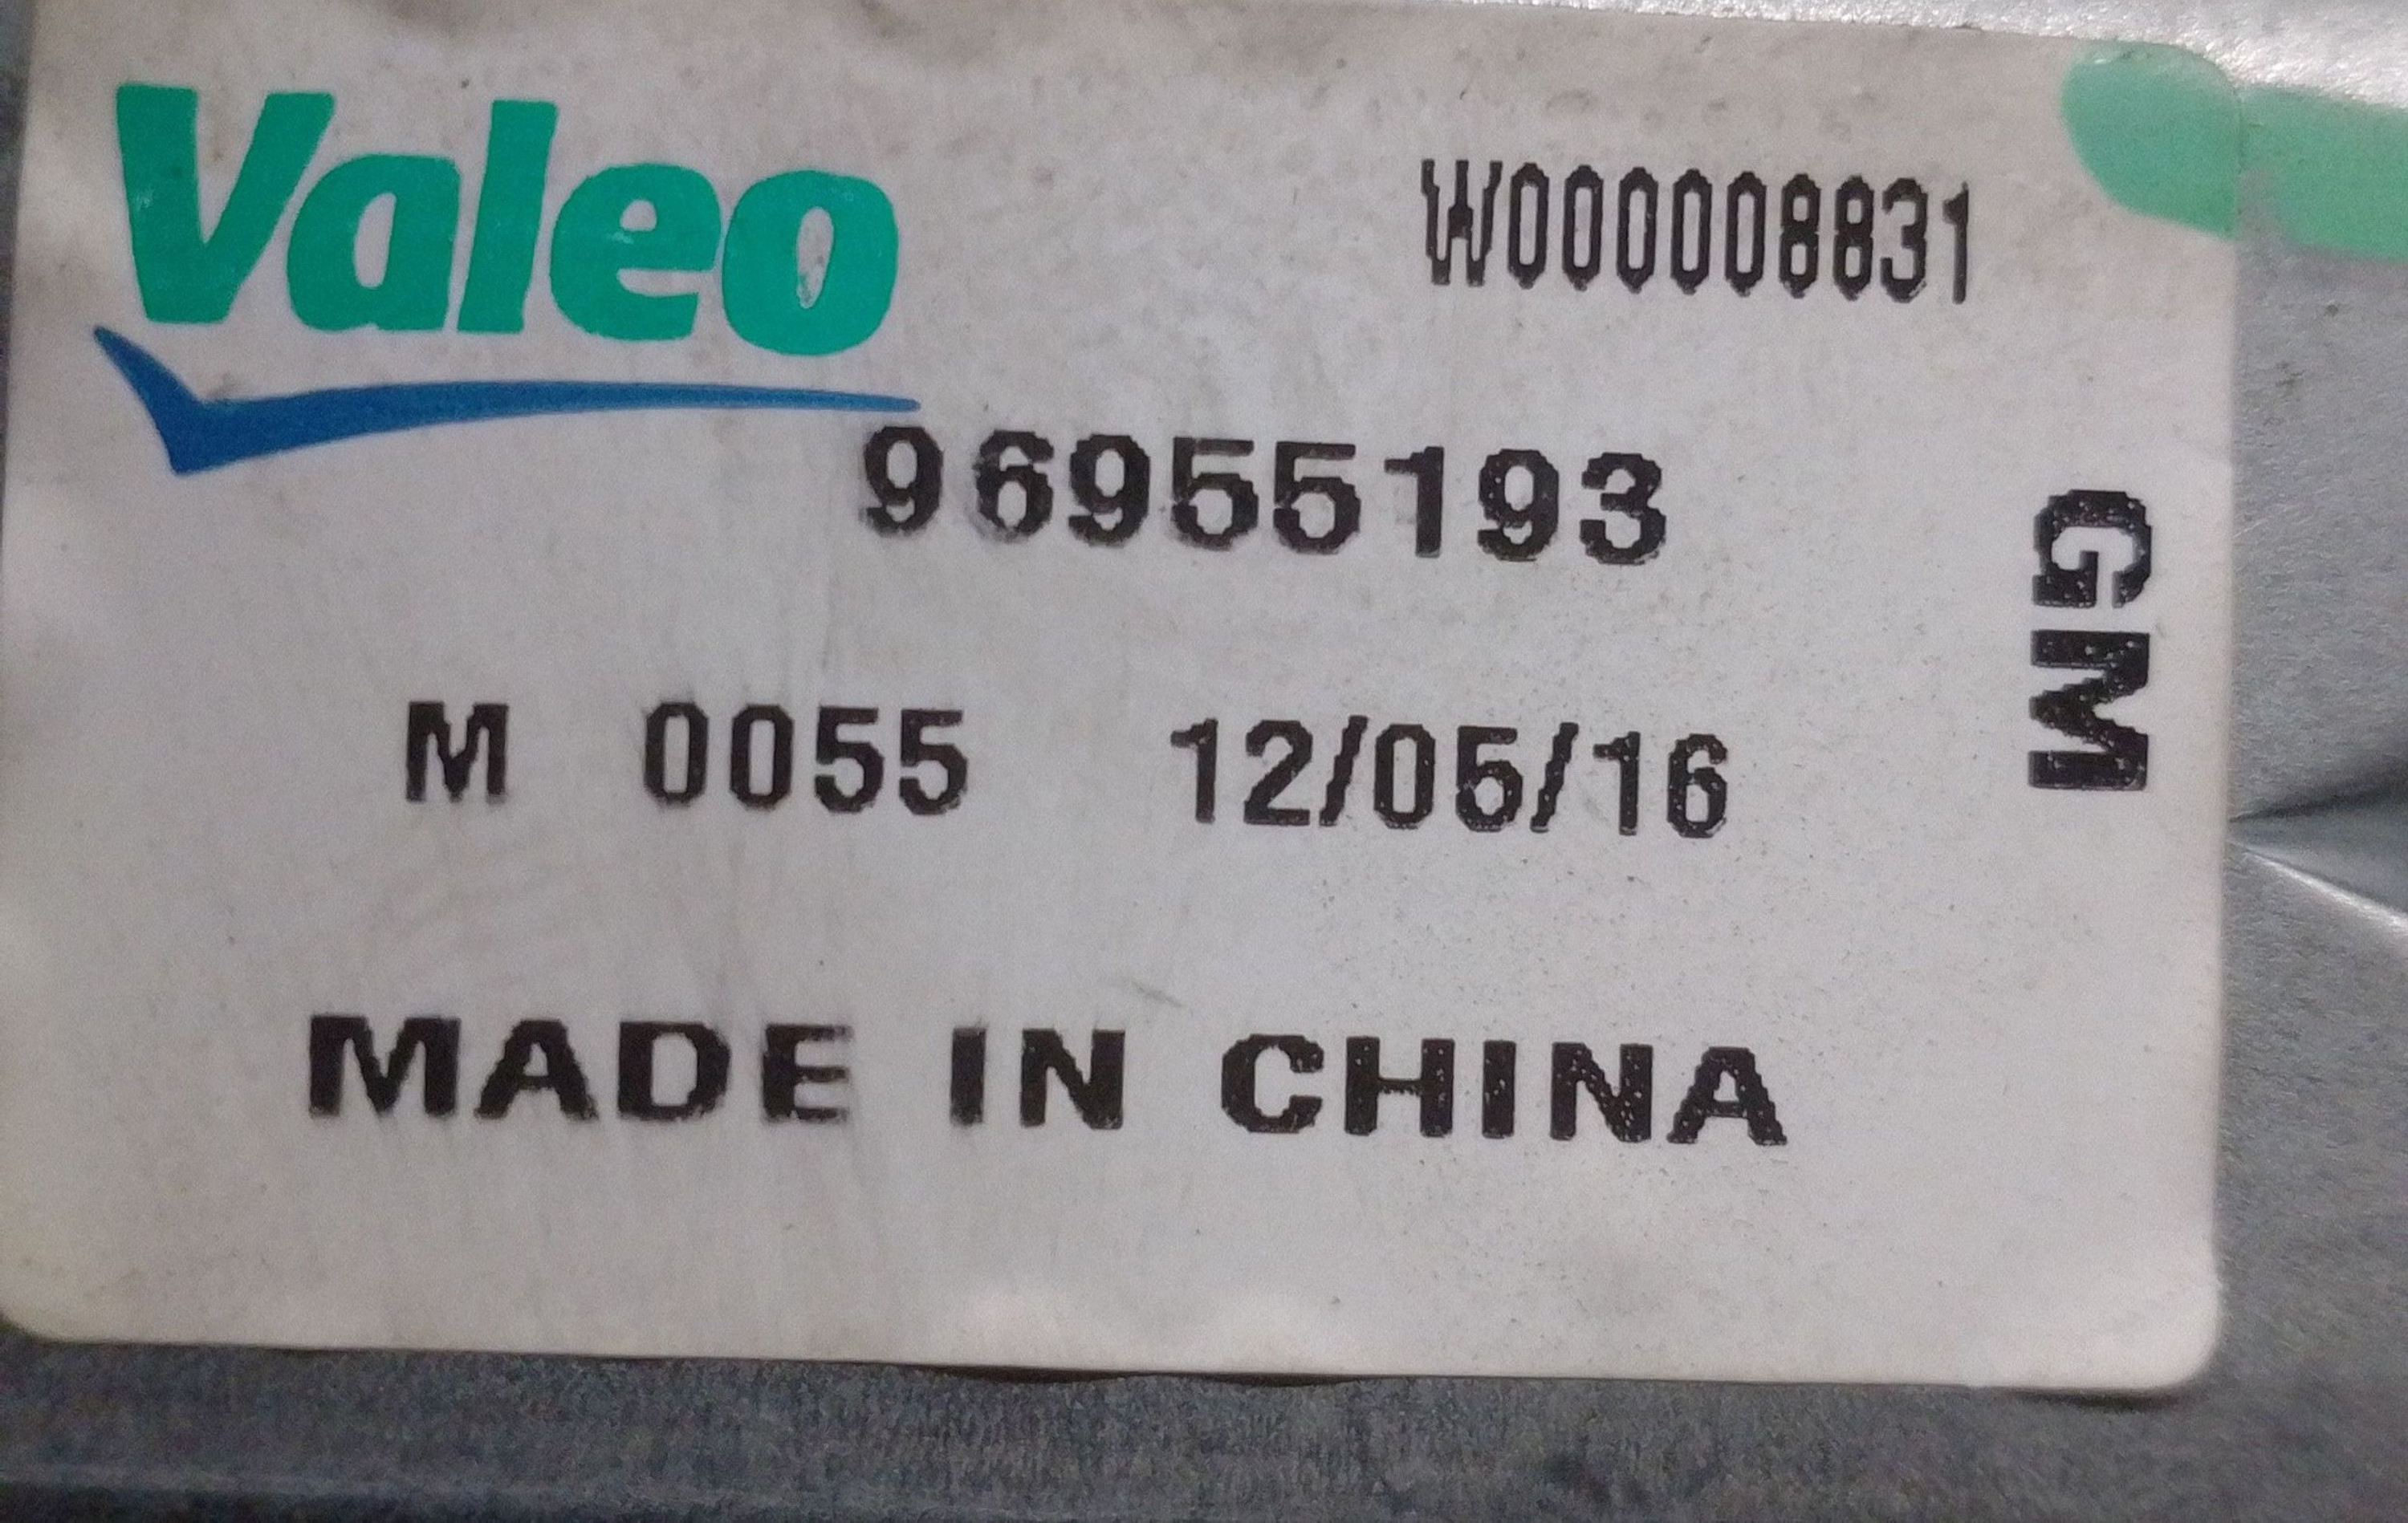 Valeo
W000008831
96955193
GM
M 0055 12/05/16
MADE IN CHINA